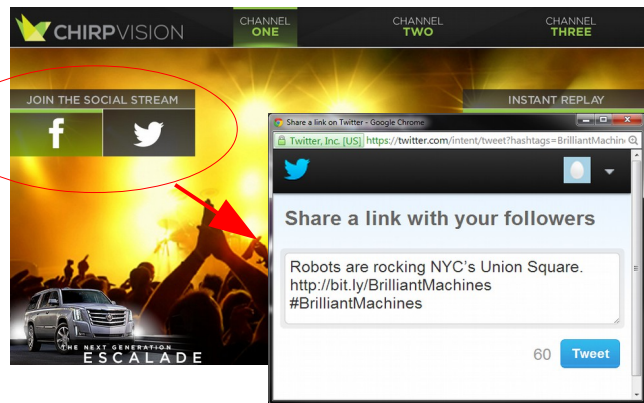 CHIRPVISION
CHANNEL
ONE
CHANNEL
TWO
CHANNEL
THREE
JOIN THE SOCIAL STREAM
INSTANT REPLAY
f
Share a link on Twitter - Google Chrome
Twitter, Inc. [US] https://twitter.com/intent/tweet?hashtags=BrilliantMachin
Share a link with your followers
Robots are rocking NYC's Union Square.
http://bit.ly/BrilliantMachines
#BrilliantMachines
60 Tweet
THE NEXT GENERATION
ESCALADE